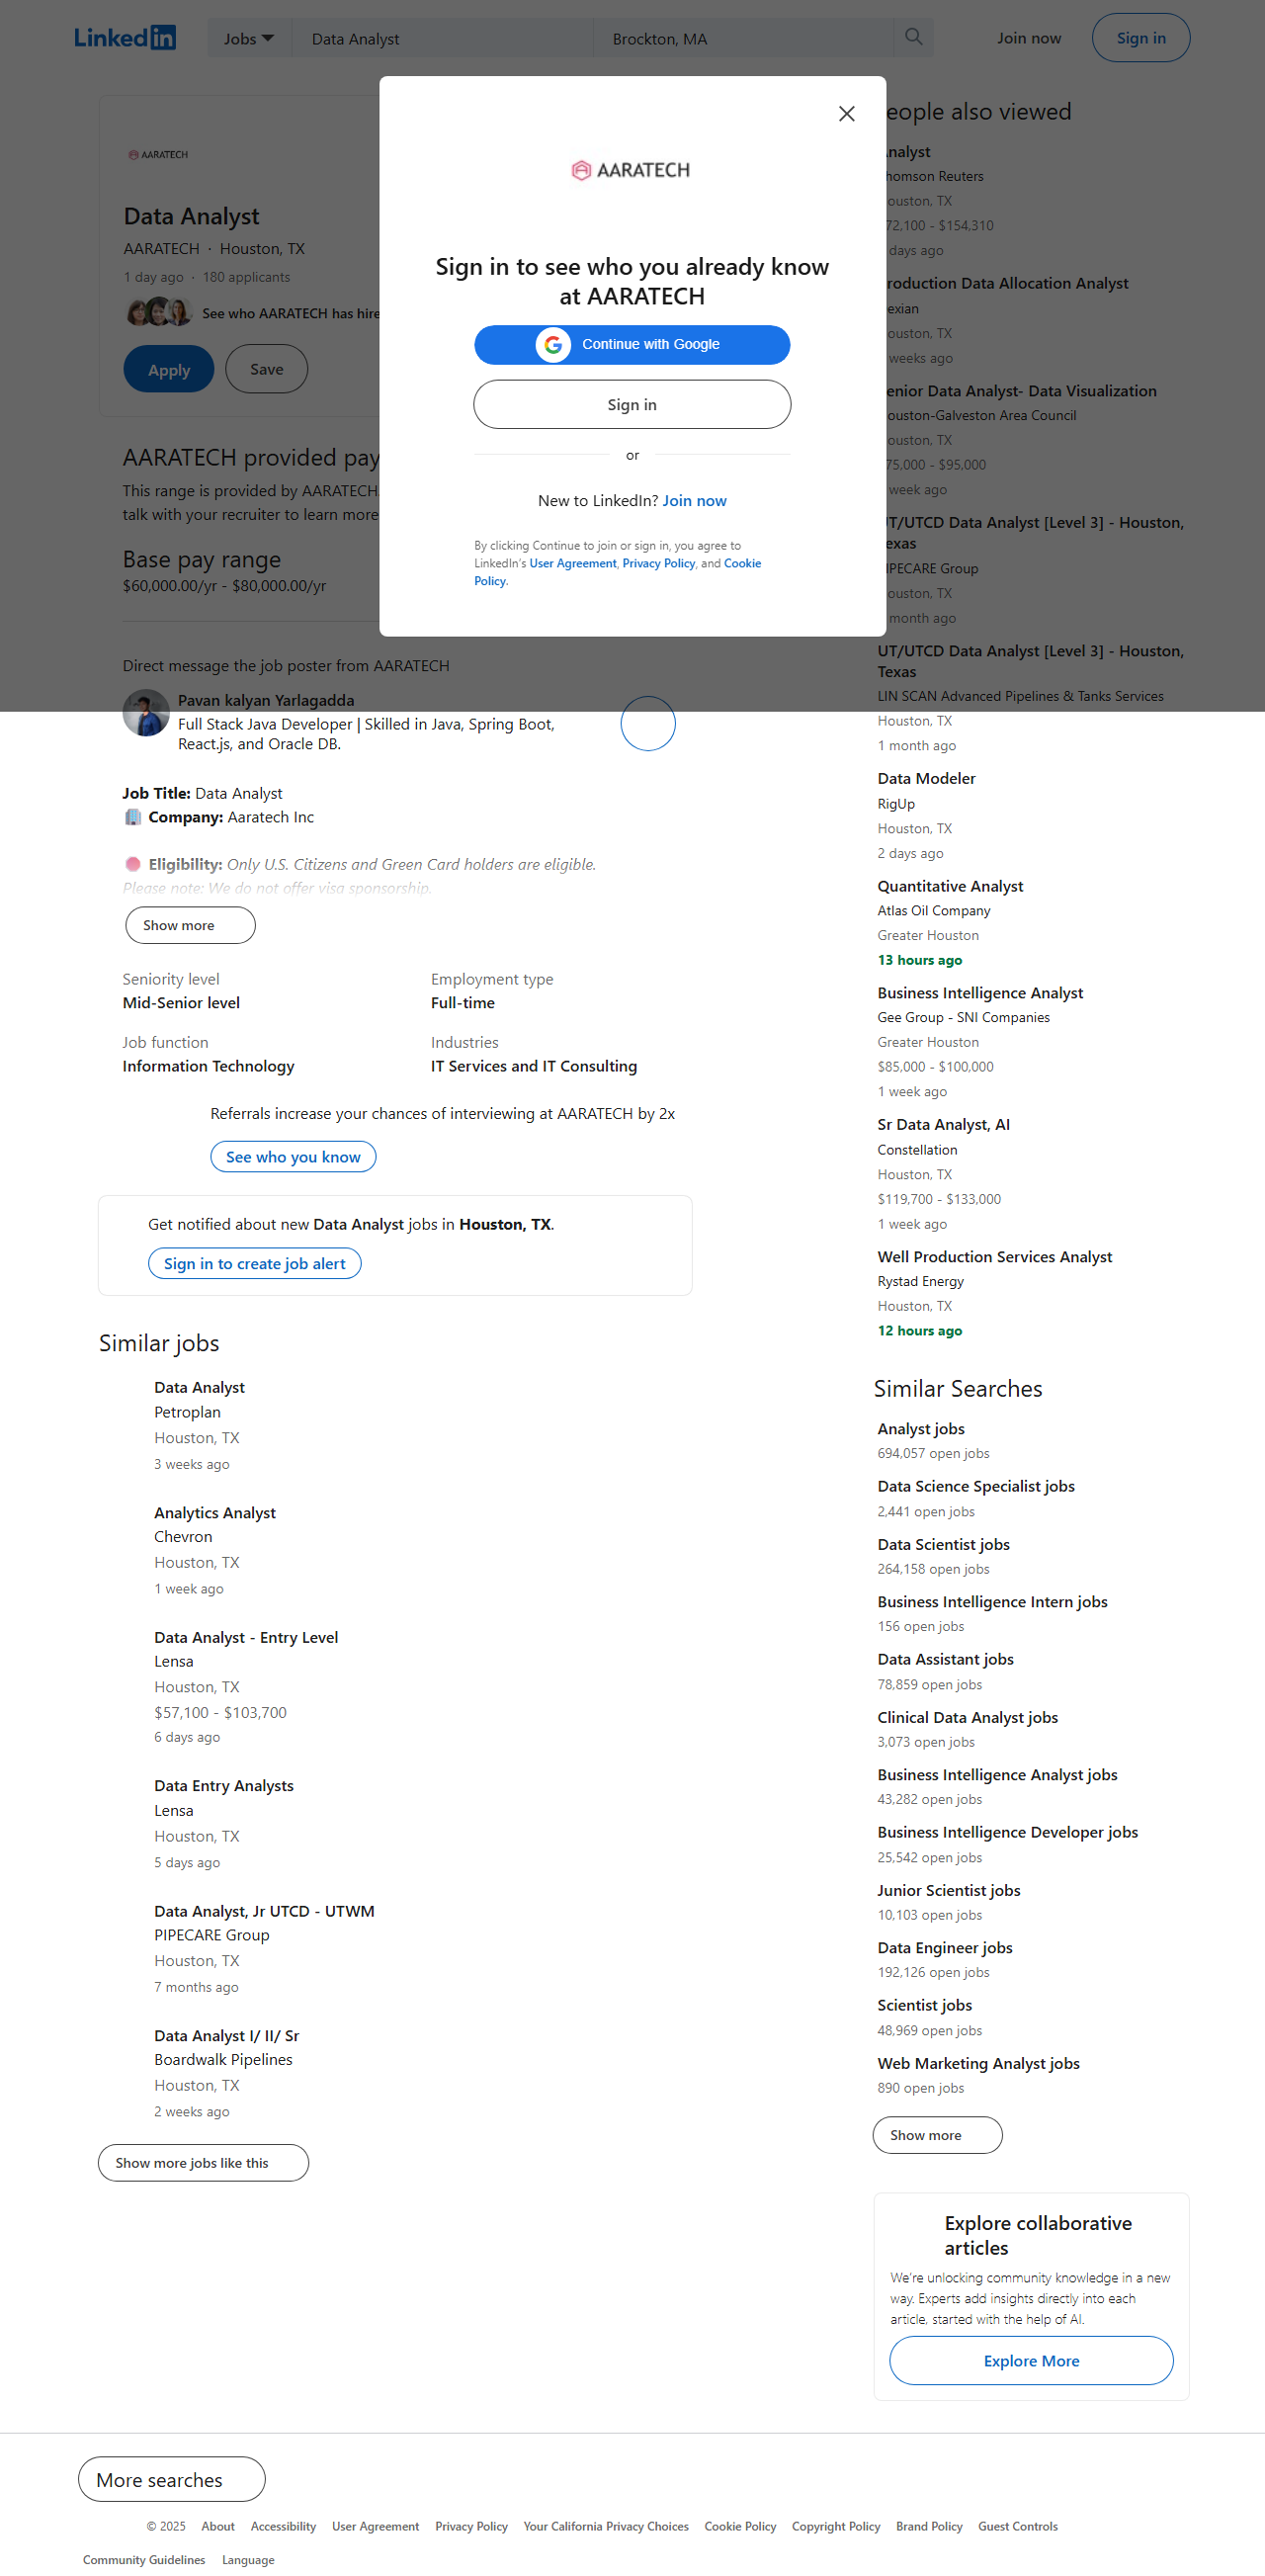 LinkedIn
Jobs
Data Analyst
Brockton, MA
Join now
Sign in
AARATECH
Data Analyst
AARATECH · Houston, TX
1 day ago · 180 applicants
See who AARATECH has hire
Apply
Save
AARATECH provided pay
This range is provided by AARATECH.
talk with your recruiter to learn more
Base pay range
$60,000.00/yr - $80,000.00/yr
AARATECH
Sign in to see who you already know
at AARATECH
Continue with Google
Sign in
or
New to LinkedIn? Join now
By clicking Continue to join or sign in, you agree to
LinkedIn's User Agreement, Privacy Policy, and Cookie
Policy.
Direct message the job poster from AARATECH
Pavan kalyan Yarlagadda
Full Stack Java Developer | Skilled in Java, Spring Boot,
React.js, and Oracle DB.
Job Title: Data Analyst
Company: Aaratech Inc
Eligibility: Only U.S. Citizens and Green Card holders are eligible.
Please note: We do not offer visa sponsorship.
Show more
Seniority level
Mid-Senior level
Employment type
Full-time
Job function
Information Technology
Industries
IT Services and IT Consulting
Referrals increase your chances of interviewing at AARATECH by 2x
See who you know
Get notified about new Data Analyst jobs in Houston, TX.
Sign in to create job alert
Similar jobs
Data Analyst
Petroplan
Houston, TX
3 weeks ago
Analytics Analyst
Chevron
Houston, TX
1 week ago
Data Analyst - Entry Level
Lensa
Houston, TX
$57,100 - $103,700
6 days ago
Data Entry Analysts
Lensa
Houston, TX
5 days ago
Data Analyst, Jr UTCD - UTWM
PIPECARE Group
Houston, TX
7 months ago
Data Analyst I/ II/ Sr
Boardwalk Pipelines
Houston, TX
2 weeks ago
Show more jobs like this
eople also viewed
nalyst
homson Reuters
ouston, TX
72,100 - $154,310
days ago
roduction Data Allocation Analyst
exian
ouston, TX
weeks ago
enior Data Analyst- Data Visualization
ouston-Galveston Area Council
ouston, TX
75,000 - $95,000
week ago
UT/UTCD Data Analyst [Level 3] - Houston,
exas
IPECARE Group
ouston, TX
month ago
UT/UTCD Data Analyst [Level 3] - Houston,
Texas
LIN SCAN Advanced Pipelines & Tanks Services
Houston, TX
1 month ago
Data Modeler
RigUp
Houston, TX
2 days ago
Quantitative Analyst
Atlas Oil Company
Greater Houston
13 hours ago
Business Intelligence Analyst
Gee Group - SNI Companies
Greater Houston
$85,000 - $100,000
1 week ago
Sr Data Analyst, AI
Constellation
Houston, TX
$119,700 - $133,000
1 week ago
Well Production Services Analyst
Rystad Energy
Houston, TX
12 hours ago
Similar Searches
Analyst jobs
694,057 open jobs
Data Science Specialist jobs
2,441 open jobs
Data Scientist jobs
264,158 open jobs
Business Intelligence Intern jobs
156 open jobs
Data Assistant jobs
78,859 open jobs
Clinical Data Analyst jobs
3,073 open jobs
Business Intelligence Analyst jobs
43,282 open jobs
Business Intelligence Developer jobs
25,542 open jobs
Junior Scientist jobs
10,103 open jobs
Data Engineer jobs
192,126 open jobs
Scientist jobs
48,969 open jobs
Web Marketing Analyst jobs
890 open jobs
Show more
Explore collaborative
articles
We're unlocking community knowledge in a new
way. Experts add insights directly into each
article, started with the help of AI.
Explore More
More searches
© 2025 About Accessibility User Agreement Privacy Policy Your California Privacy Choices Cookie Policy Copyright Policy Brand Policy Guest Controls
Community Guidelines Language